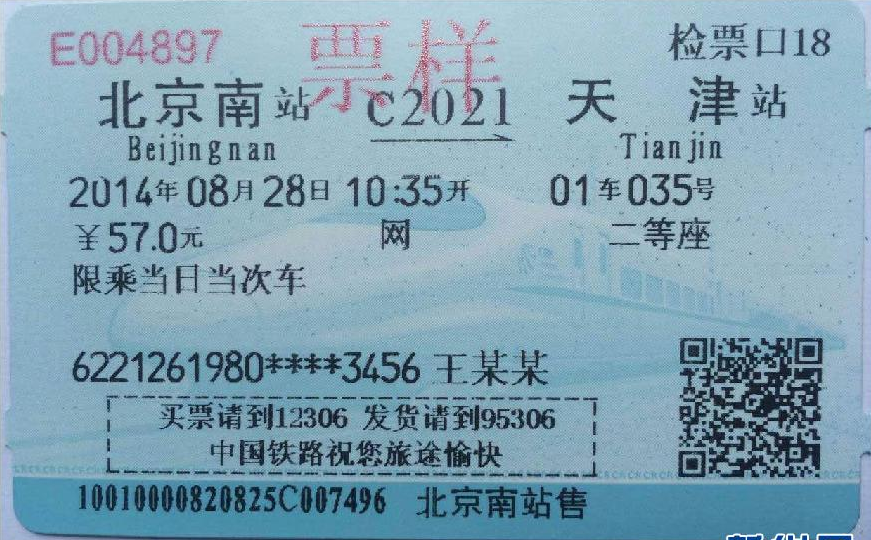 E004897 票样 检票口18
北京南站 C2021 天津站
Beijingnan Tianjin
2014年08月28日 10:35开 01车035号
¥57.0元 网 二等座
限乘当日当次车
6221261980****3456 王某某
买票请到12306 发货请到95306
中国铁路祝您旅途愉快
10010000820825C007496 北京南站售